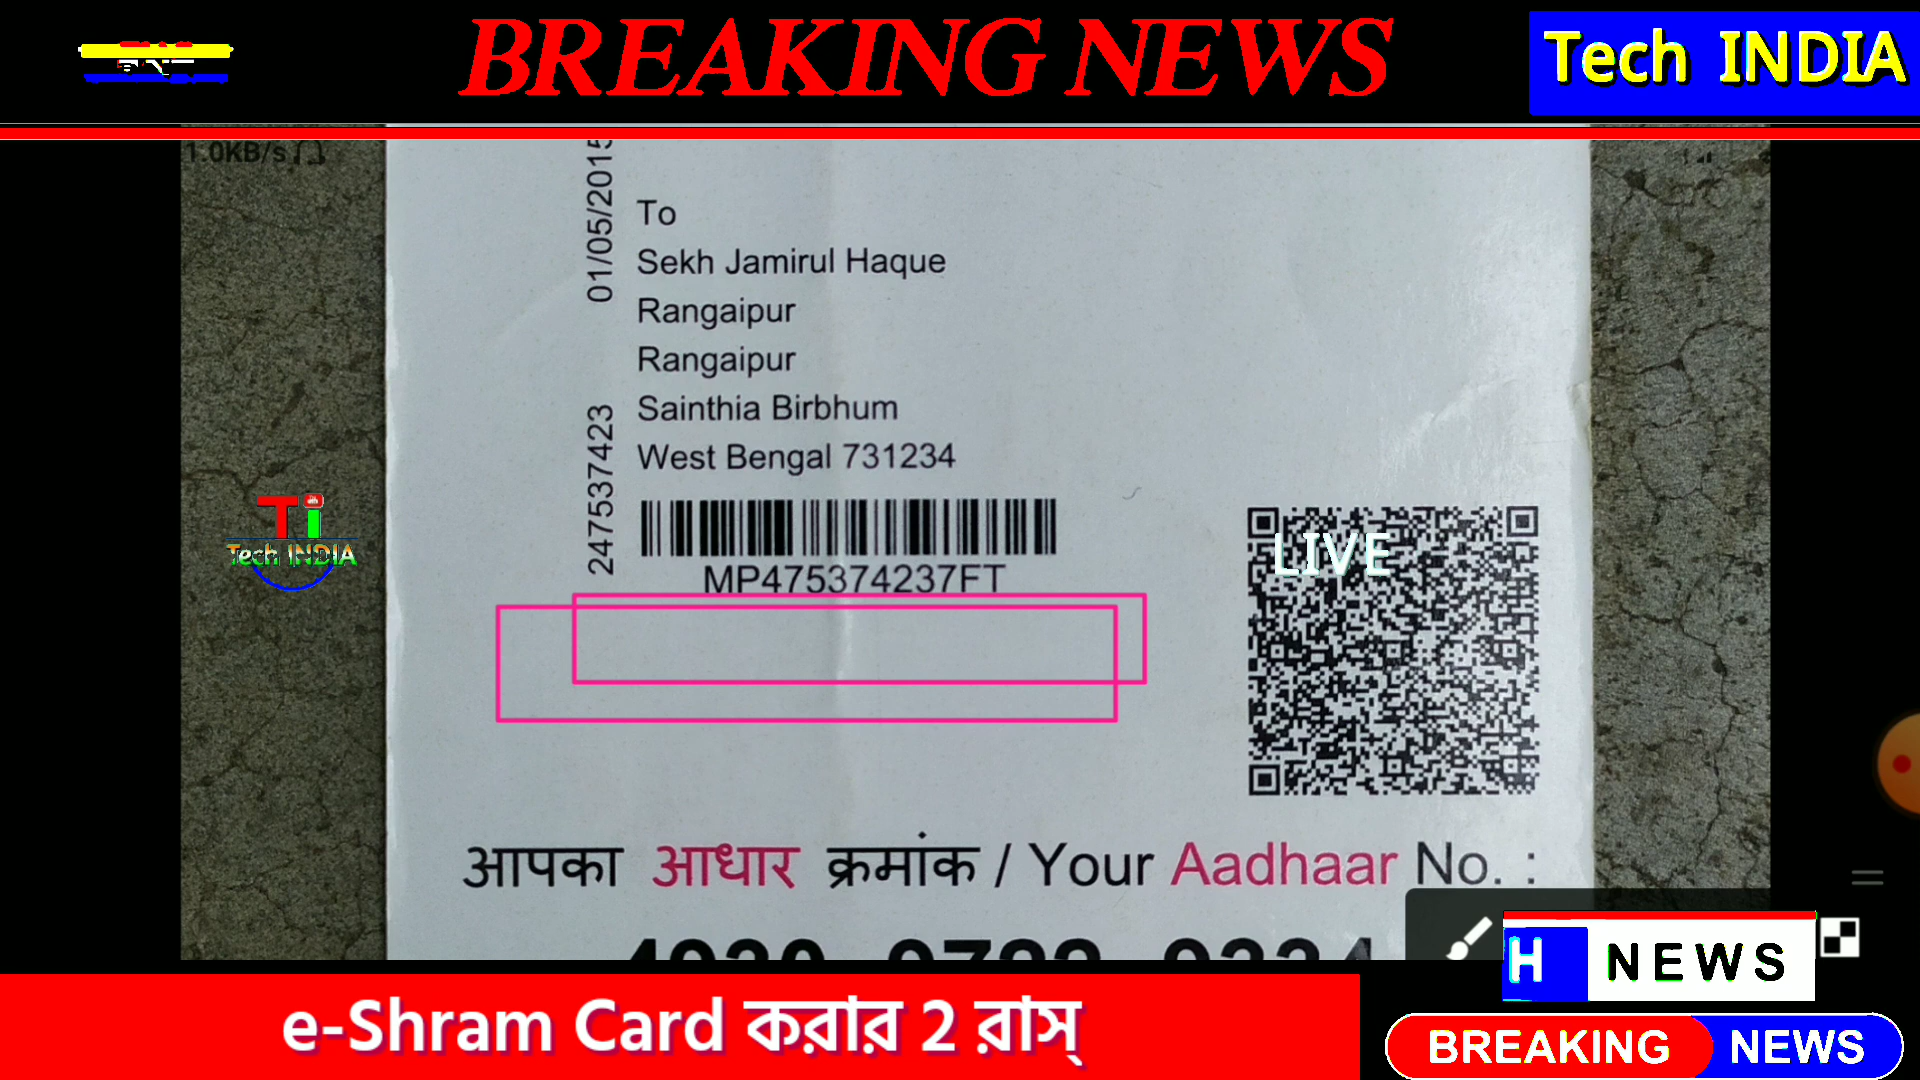 BREAKING NEWS
Tech INDIA
1.0KB/s
01/05/2015
To
Sekh Jamirul Haque
Rangaipur
Rangaipur
Sainthia Birbhum
West Bengal 731234
247537423
MP475374237FT
Ti
Tech INDIA
LIVE
आपका आधार क्रमांक / Your Aadhaar No. :
H NEWS
e-Shram Card করার 2 রাস্
BREAKING NEWS